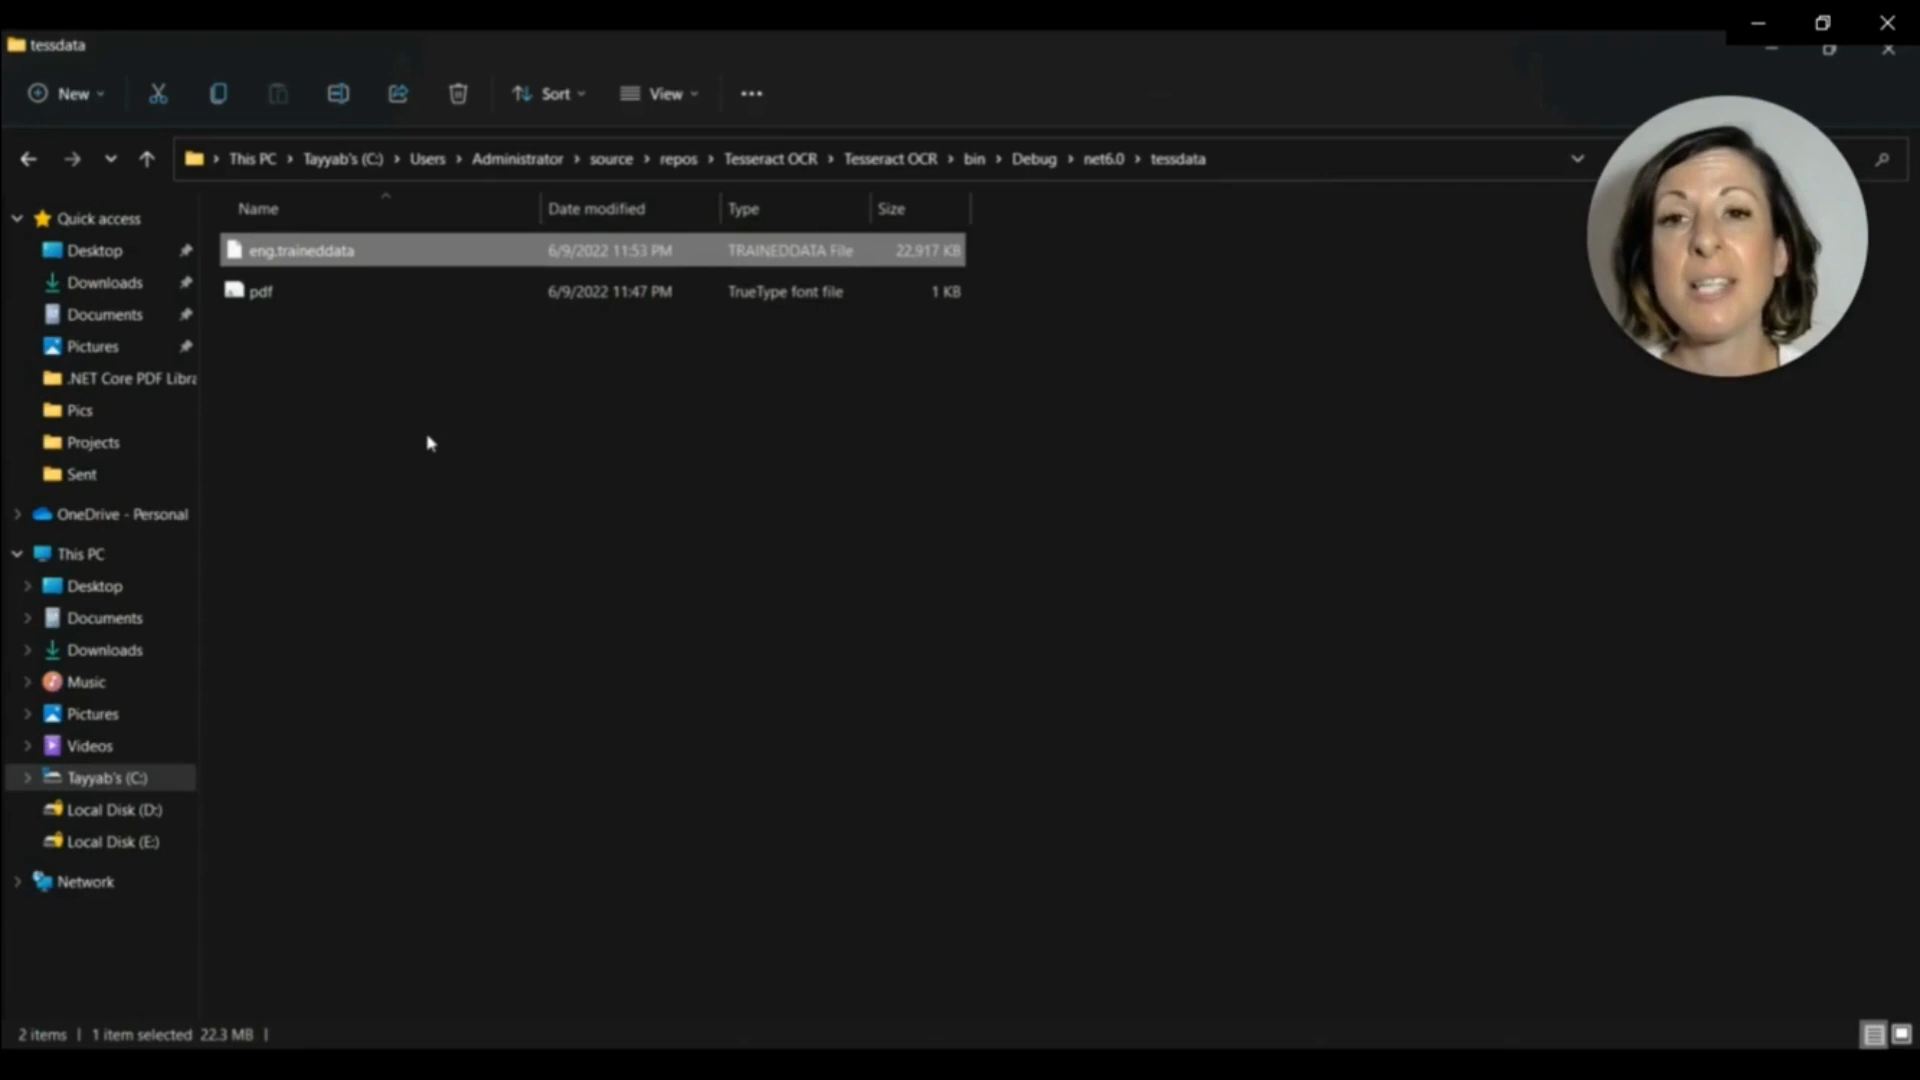 tessdata
New
Sort
View
This PC
Tayyab's (C:)
Users
Administrator
source
repos
Tesseract OCR
Tesseract OCR
bin
Debug
net6.0
tessdata
Name
Date modified
Type
Size
eng.traineddata
6/9/2022 11:53 PM
TRAINEDDATA File
22,917 KB
pdf
6/9/2022 11:47 PM
TrueType font file
1 KB
Quick access
Desktop
Downloads
Documents
Pictures
.NET Core PDF Libra
Pics
Projects
Sent
OneDrive - Personal
This PC
Desktop
Documents
Downloads
Music
Pictures
Videos
Tayyab's (C:)
Local Disk (D:)
Local Disk (E:)
Network
2 items | 1 item selected 22.3 MB |